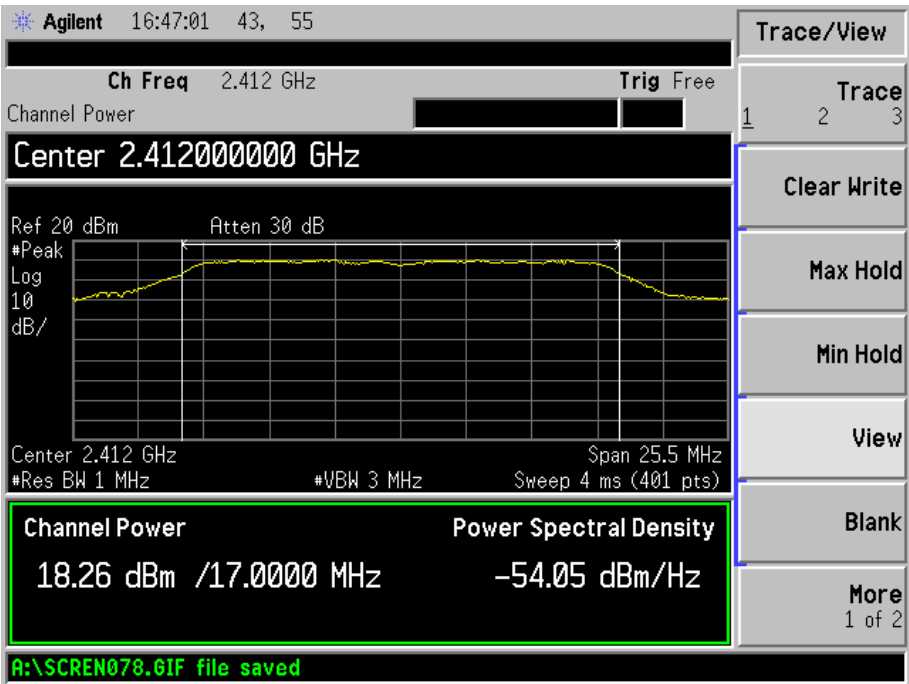 Agilent 16:47:01 43, 55
Trace/View
Ch Freq 2.412 GHz
Trig Free
Channel Power
Trace
1 2 3
Center 2.412000000 GHz
Clear Write
Ref 20 dBm
Atten 30 dB
#Peak
Log
10
dB/
Max Hold
Min Hold
View
Center 2.412 GHz
Span 25.5 MHz
#Res BW 1 MHz
#VBW 3 MHz
Sweep 4 ms (401 pts)
Blank
Channel Power
Power Spectral Density
18.26 dBm /17.0000 MHz
-54.05 dBm/Hz
More
1 of 2
A:\SCREN078.GIF file saved